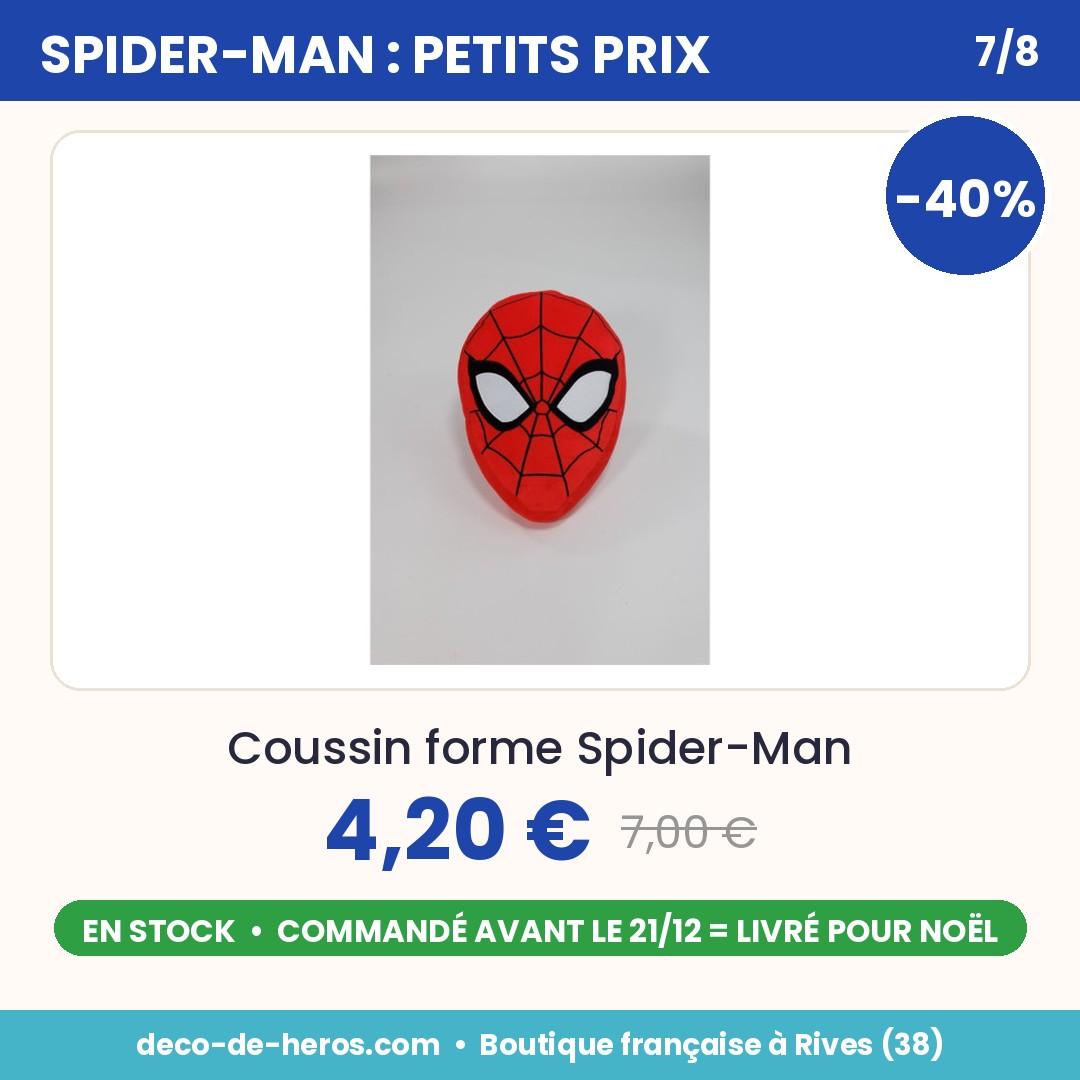 SPIDER-MAN : PETITS PRIX
7/8
-40%
Coussin forme Spider-Man
4,20 € 7,00 €
EN STOCK • COMMANDÉ AVANT LE 21/12 = LIVRÉ POUR NOËL
deco-de-heros.com • Boutique française à Rives (38)